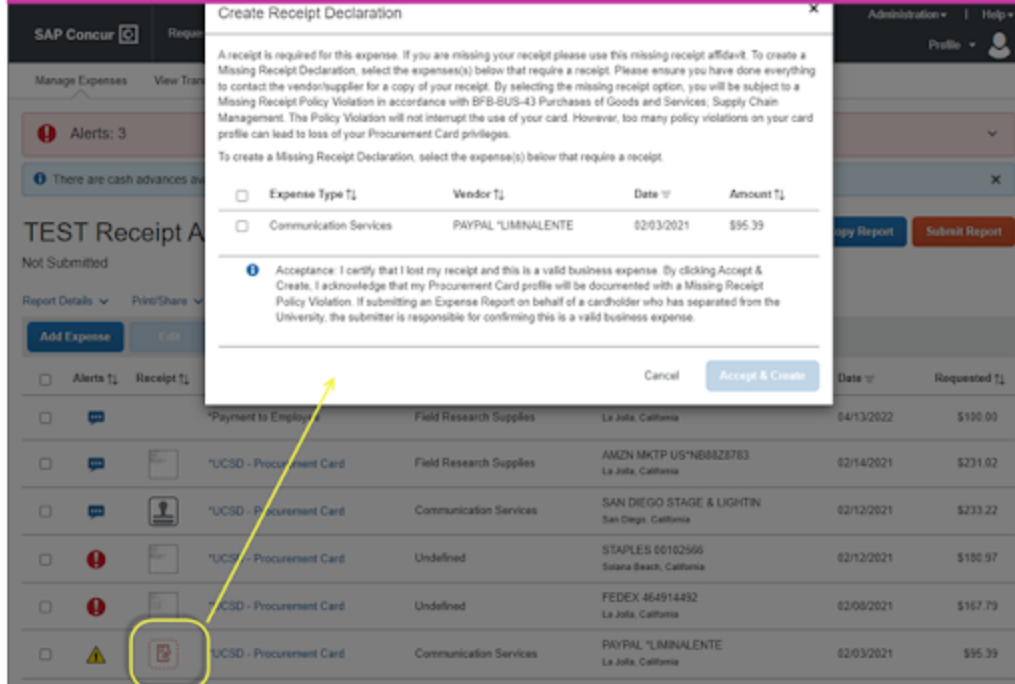 Create Receipt Declaration
×
Administration | Help
SAP Concur C Reque
Profile
A receipt is required for this expense. If you are missing your receipt please use this missing receipt affidavit. To create a
Missing Receipt Declaration, select the expenses(s) below that require a receipt. Please ensure you have done everything
to contact the vendor/supplier for a copy of your receipt. By selecting the missing receipt option, you will be subject to a
Missing Receipt Policy Violation in accordance with BFB-BUS-43 Purchases of Goods and Services; Supply Chain
Management. The Policy Violation will not interrupt the use of your card. However, too many policy violations on your card
profile can lead to loss of your Procurement Card privileges.
To create a Missing Receipt Declaration, select the expense(s) below that require a receipt.
Manage Expenses View Tran
Alerts: 3
There are cash advances av
×
Expense Type Vendor Date Amount
Communication Services PAYPAL *LIMINALENTE 02/03/2021 $95.39
TEST Receipt A
opy Report Submit Report
Not Submitted
Acceptance: I certify that I lost my receipt and this is a valid business expense. By clicking Accept &
Create, I acknowledge that my Procurement Card profile will be documented with a Missing Receipt
Policy Violation. If submitting an Expense Report on behalf of a cardholder who has separated from the
University, the submitter is responsible for confirming this is a valid business expense.
Report Details Print/Share
Add Expense Edit
Cancel Accept & Create
Alerts Receipt Date Requested
*Payment to Employee Field Research Supplies La Jolla, California 04/13/2022 $100.00
*UCSD - Procurement Card Field Research Supplies AMZN MKTP US*NB88Z8783 02/14/2021 $231.02
La Jolla, California
*UCSD - Procurement Card Communication Services SAN DIEGO STAGE & LIGHTIN 02/12/2021 $233.22
San Diego, California
*UCSD - Procurement Card Undefined STAPLES 00102566 02/12/2021 $180.97
Solana Beach, California
*UCSD - Procurement Card Undefined FEDEX 464914492 02/08/2021 $167.79
La Jolla, California
*UCSD - Procurement Card Communication Services PAYPAL *LIMINALENTE 02/03/2021 $95.39
La Jolla, California